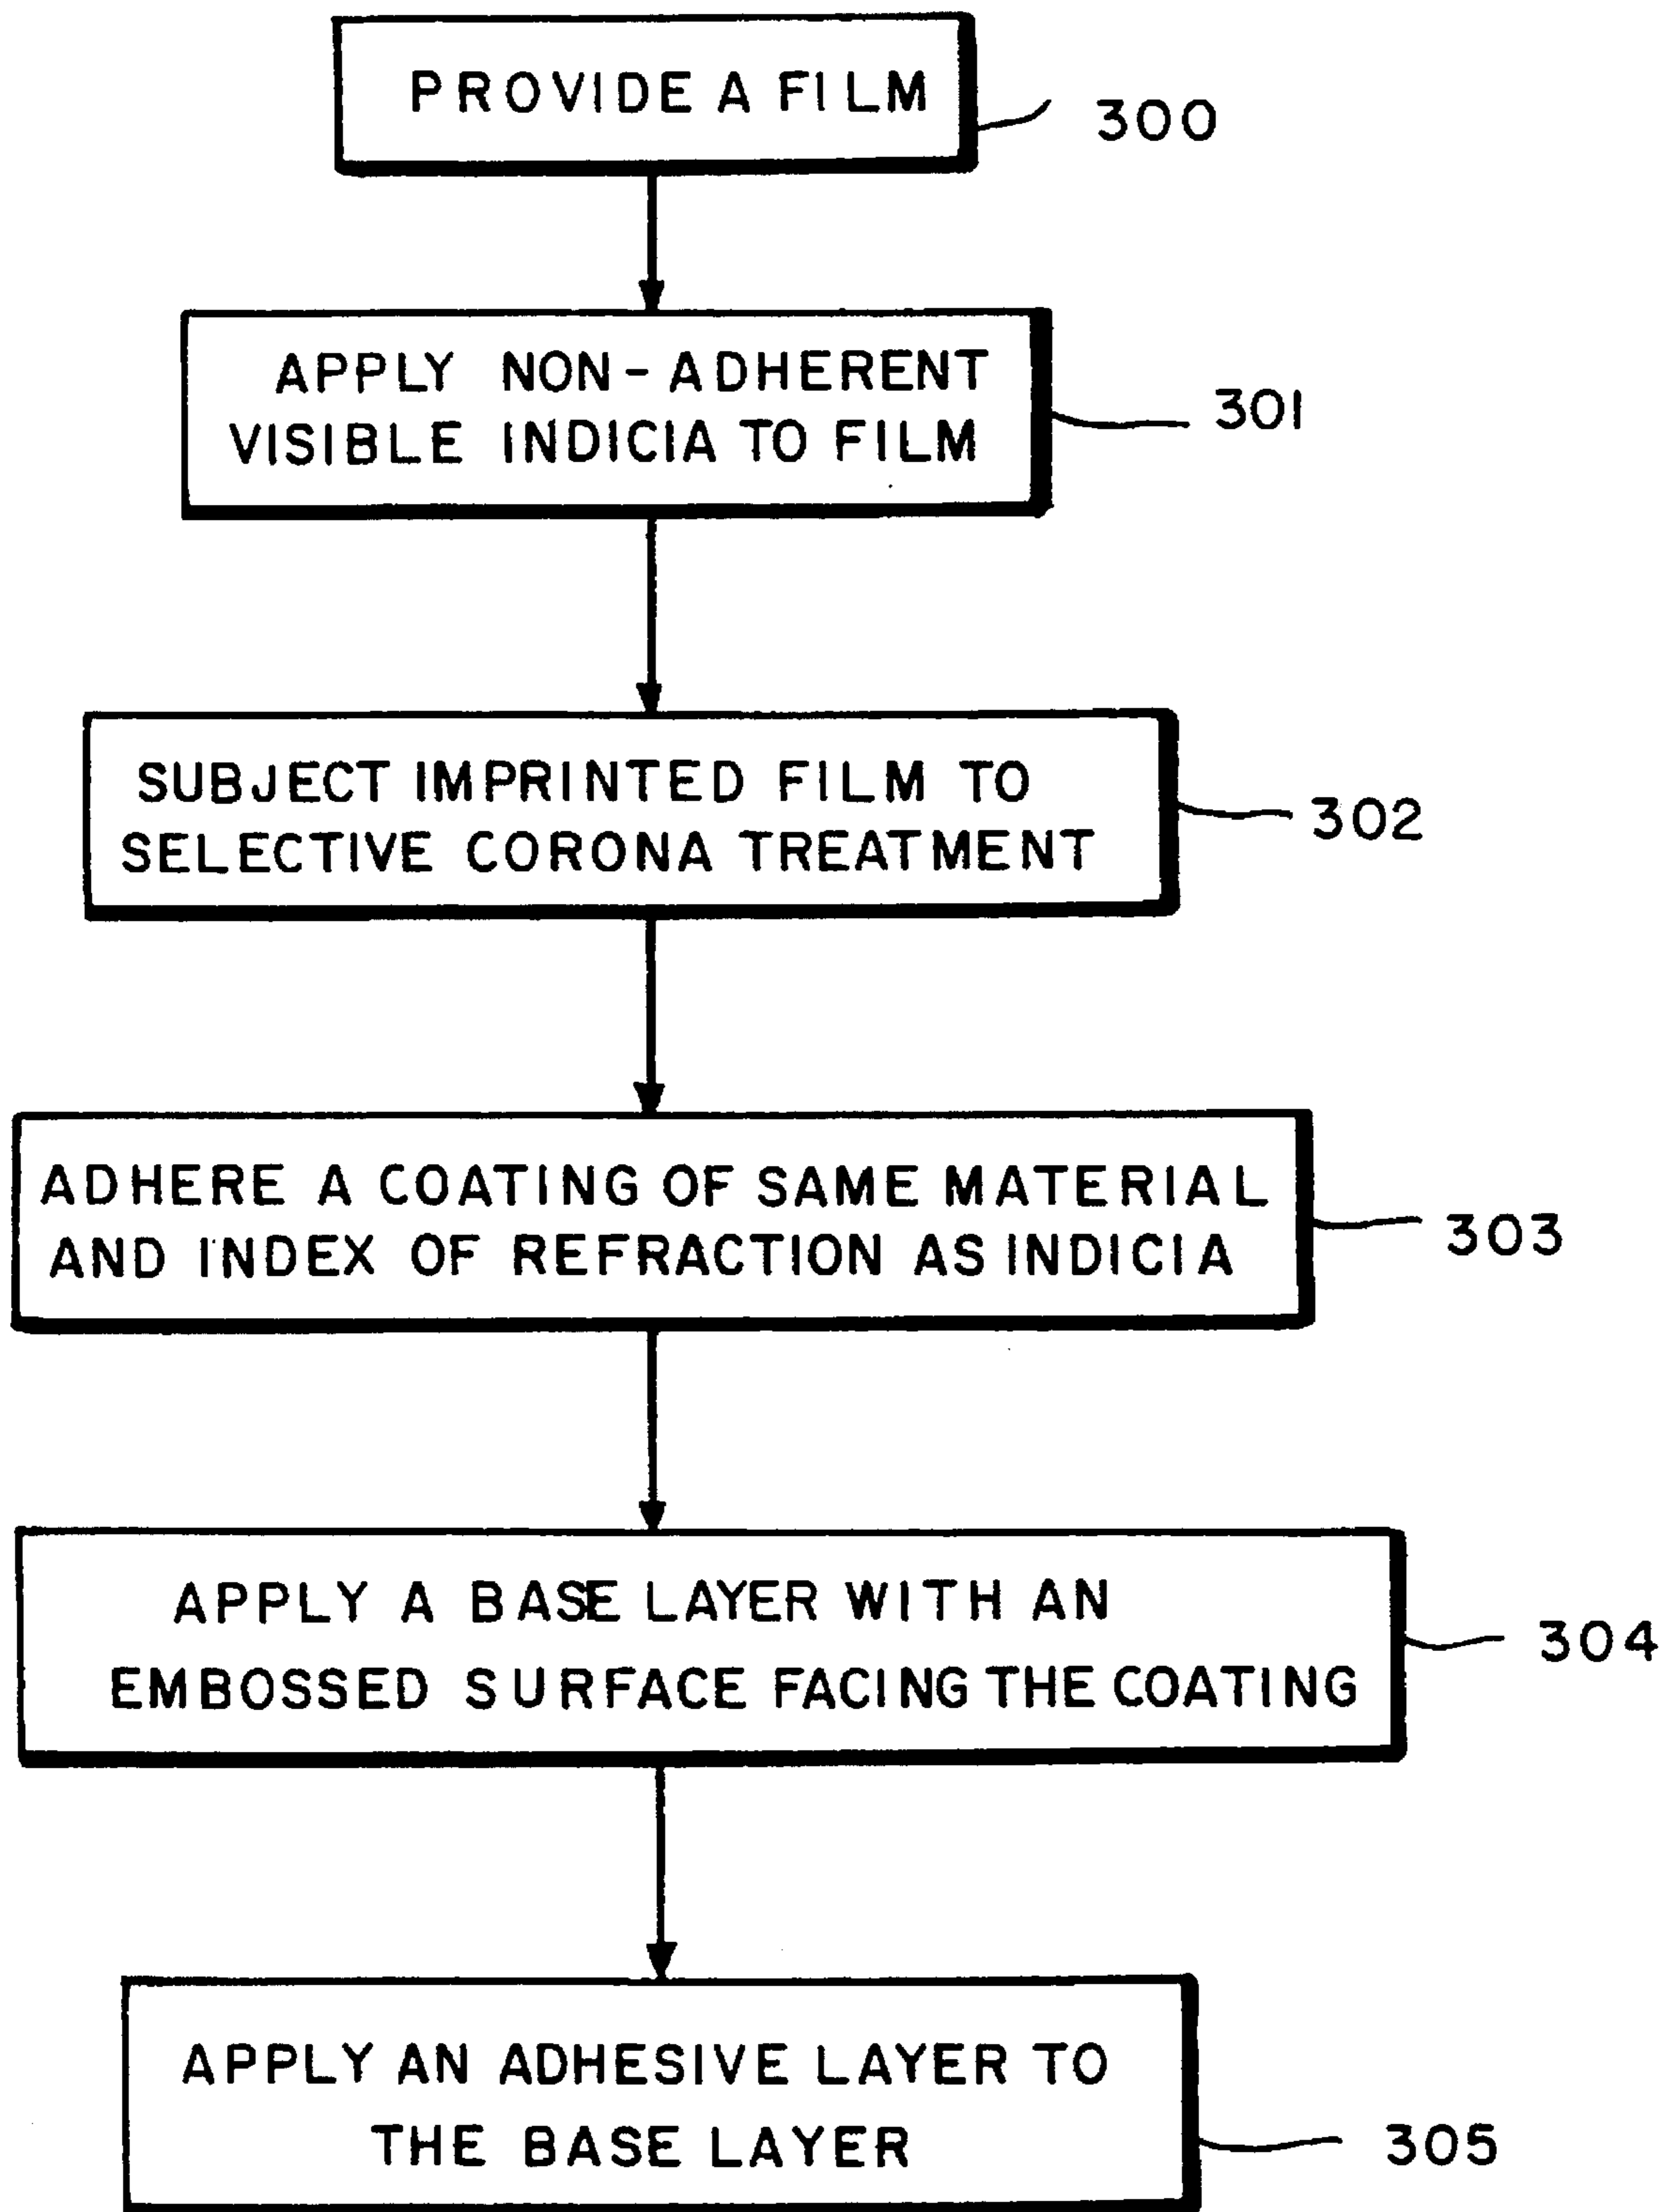 PROVIDE A FILM
300
APPLY NON-ADHERENT
VISIBLE INDICIA TO FILM
301
SUBJECT IMPRINTED FILM TO
SELECTIVE CORONA TREATMENT
302
ADHERE A COATING OF SAME MATERIAL
AND INDEX OF REFRACTION AS INDICIA
303
APPLY A BASE LAYER WITH AN
EMBOSSED SURFACE FACING THE COATING
304
APPLY AN ADHESIVE LAYER TO
THE BASE LAYER
305